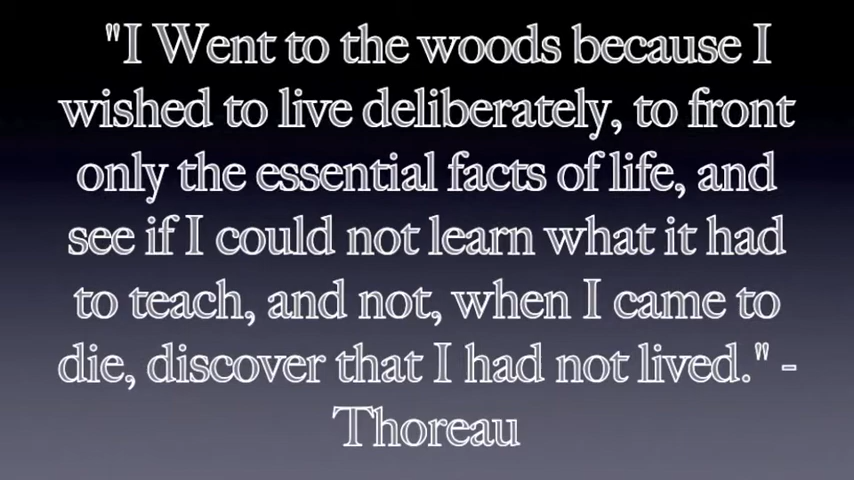 "I Went to the woods because I
wished to live deliberately, to front
only the essential facts of life, and
see if I could not learn what it had
to teach, and not, when I came to
die, discover that I had not lived." -
Thoreau